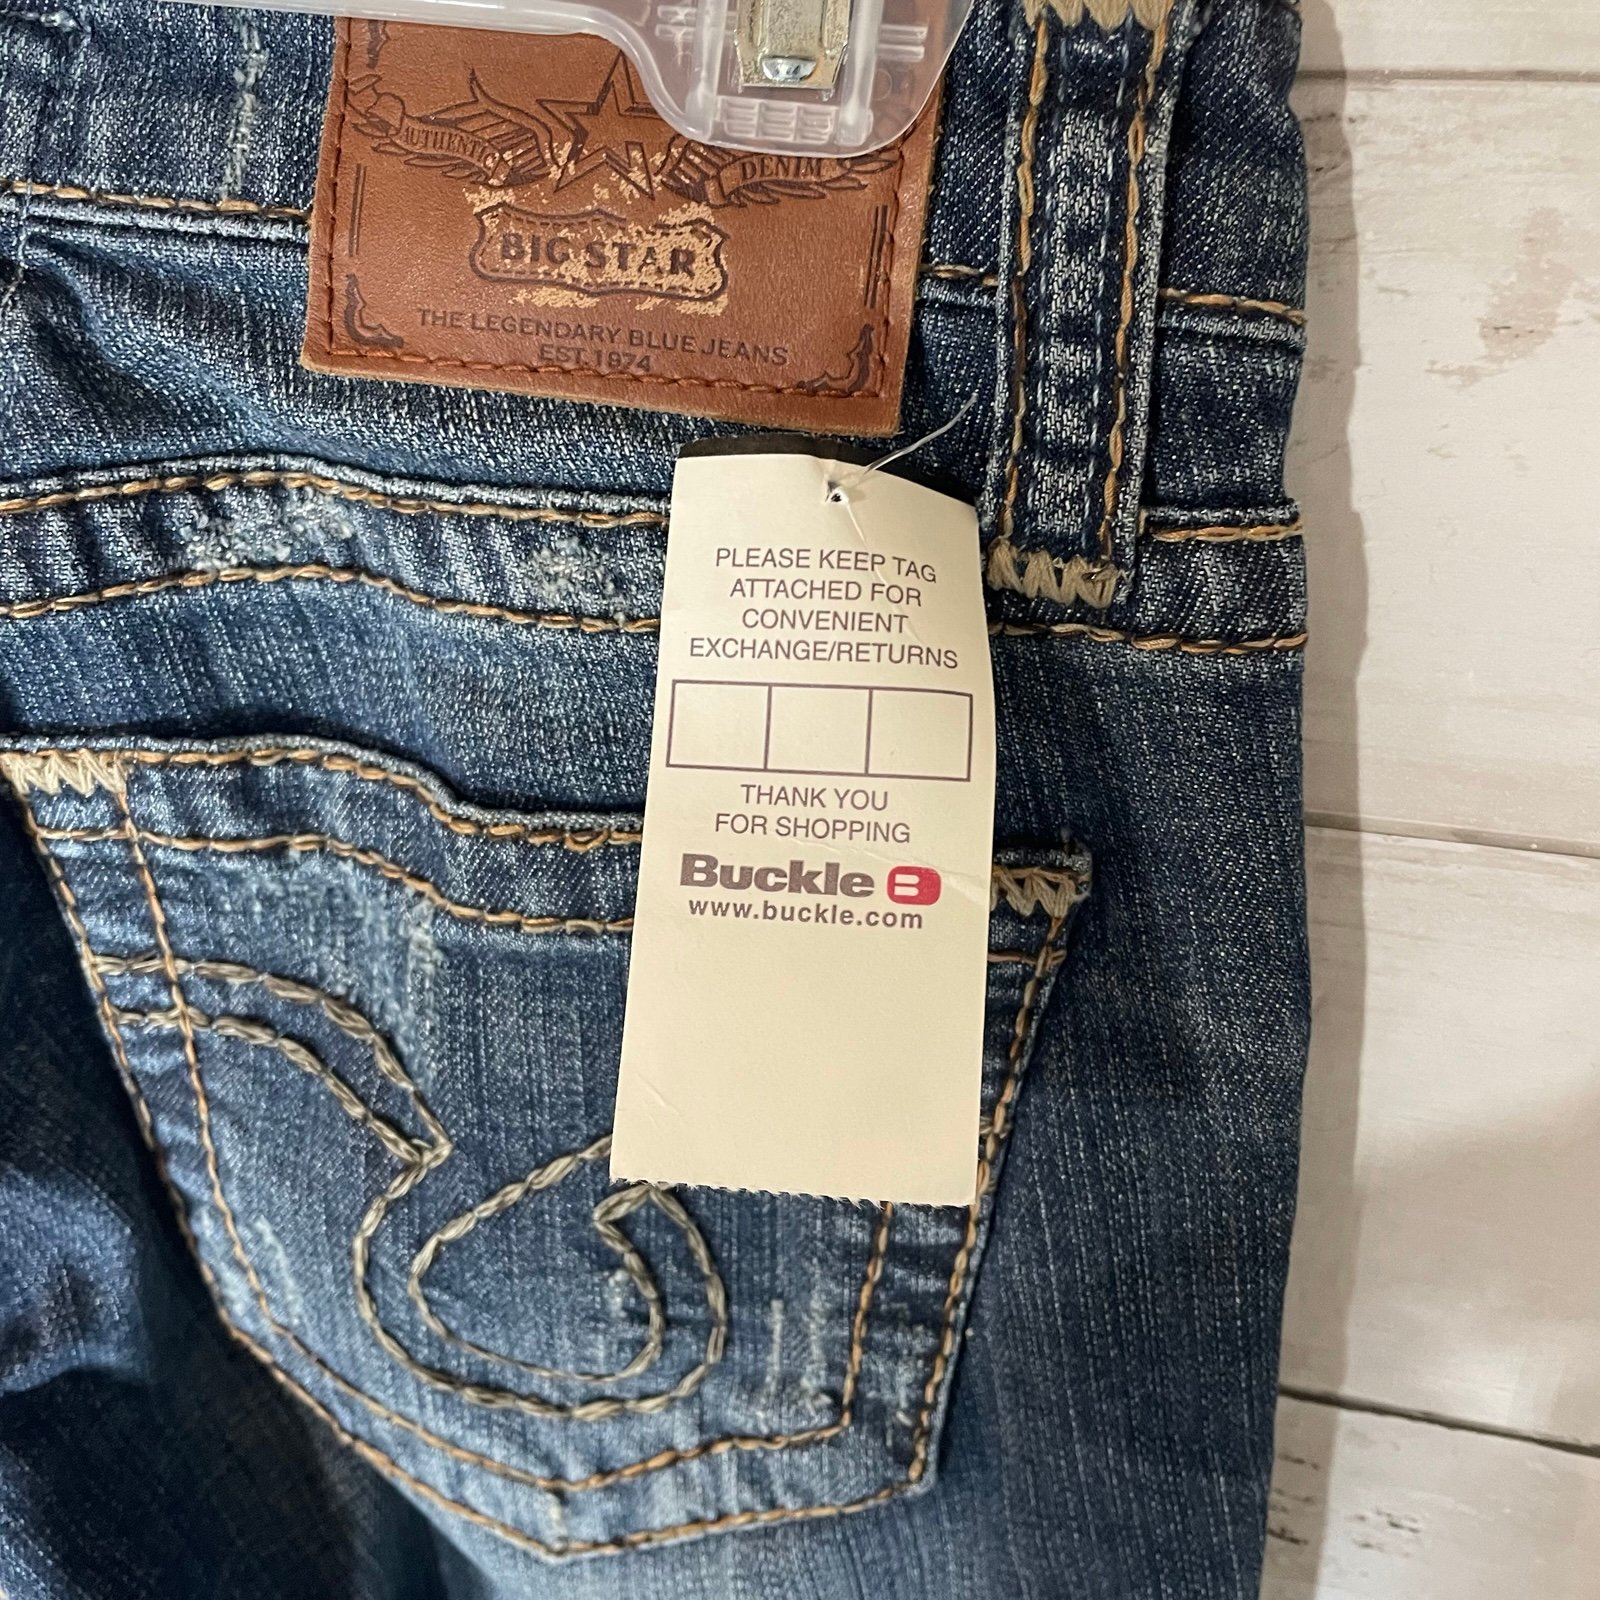 AUTHENTIC
DENIM
BIG STAR
THE LEGENDARY BLUE JEANS
EST. 1974
PLEASE KEEP TAG
ATTACHED FOR
CONVENIENT
EXCHANGE/RETURNS
THANK YOU
FOR SHOPPING
Buckle B
www.buckle.com